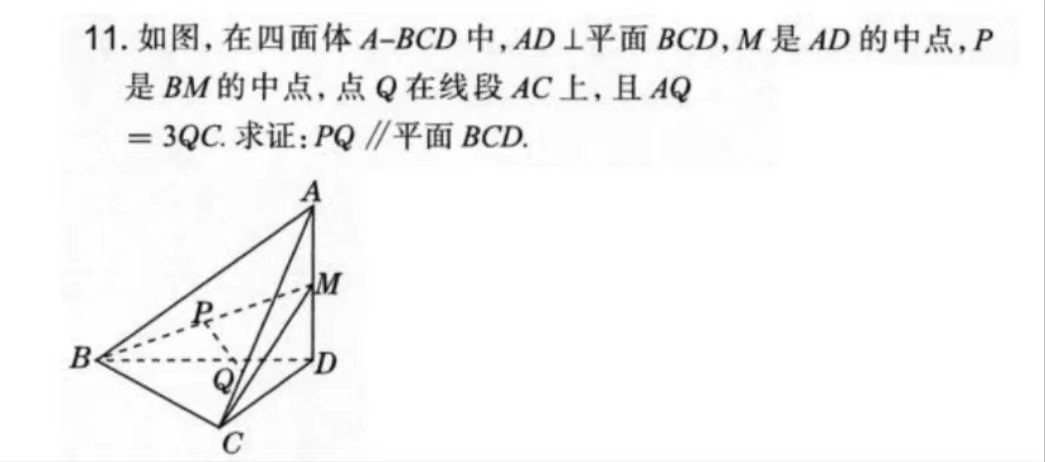 11. 如图, 在四面体 A-BCD 中, AD⊥平面 BCD, M 是 AD 的中点, P
是 BM 的中点, 点 Q 在线段 AC 上, 且 AQ
= 3QC. 求证: PQ∥平面 BCD.
A
M
P
B
D
Q
C